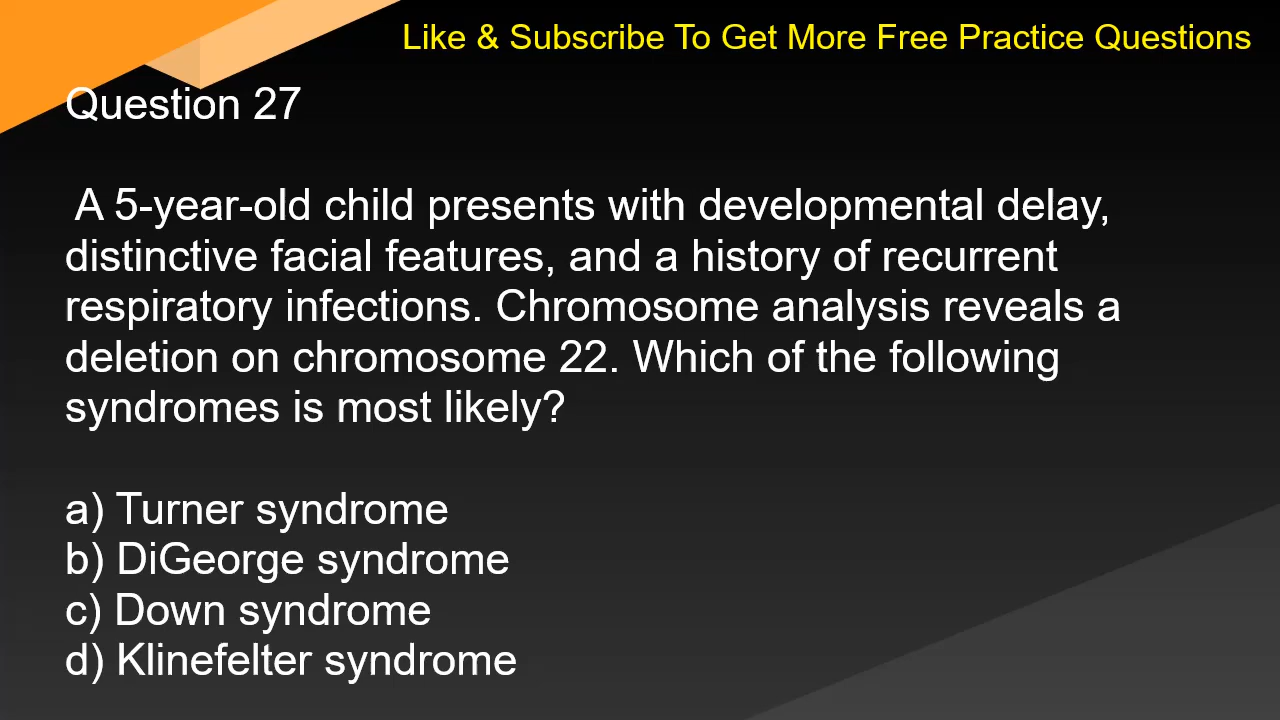 Like & Subscribe To Get More Free Practice Questions
Question 27
A 5-year-old child presents with developmental delay,
distinctive facial features, and a history of recurrent
respiratory infections. Chromosome analysis reveals a
deletion on chromosome 22. Which of the following
syndromes is most likely?
a) Turner syndrome
b) DiGeorge syndrome
c) Down syndrome
d) Klinefelter syndrome